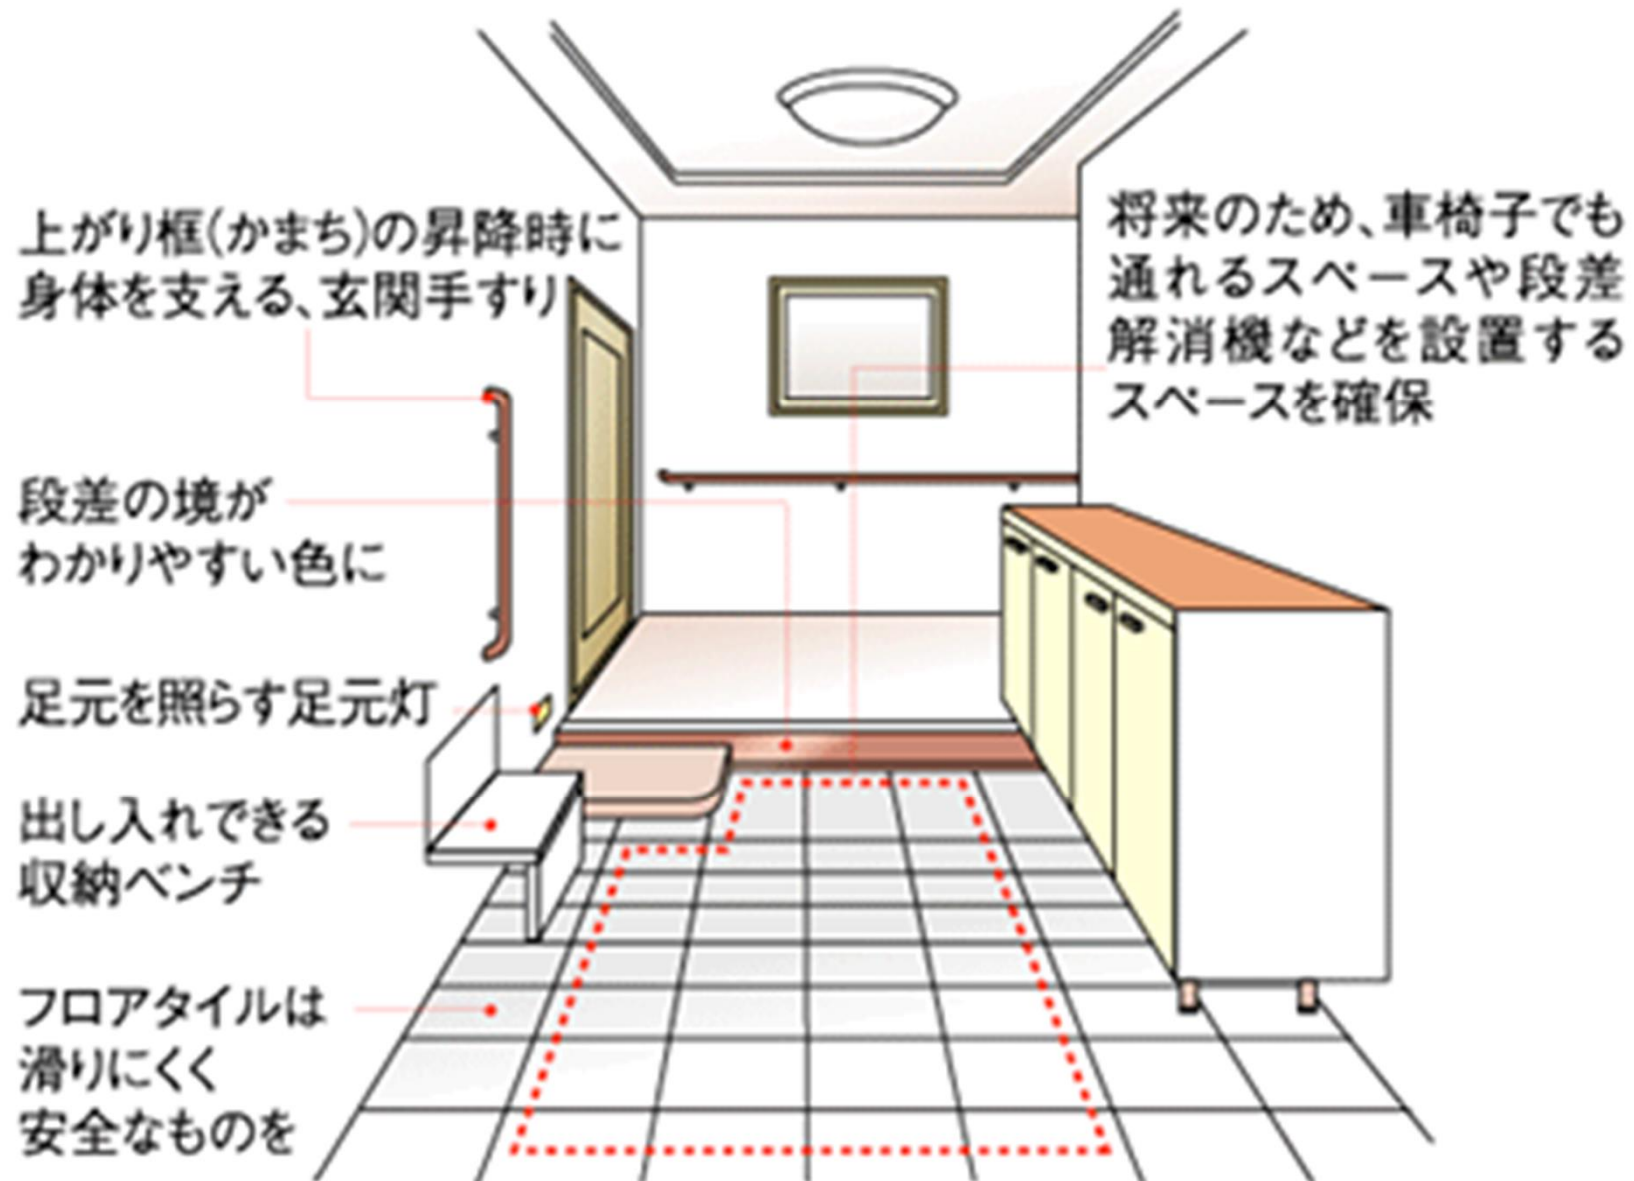 上がり框(かまち)の昇降時に
身体を支える、玄関手すり
段差の境が
わかりやすい色に
足元を照らす足元灯
出し入れできる
収納ベンチ
フロアタイルは
滑りにくく
安全なものを
将来のため、車椅子でも
通れるスペースや段差
解消機などを設置する
スペースを確保